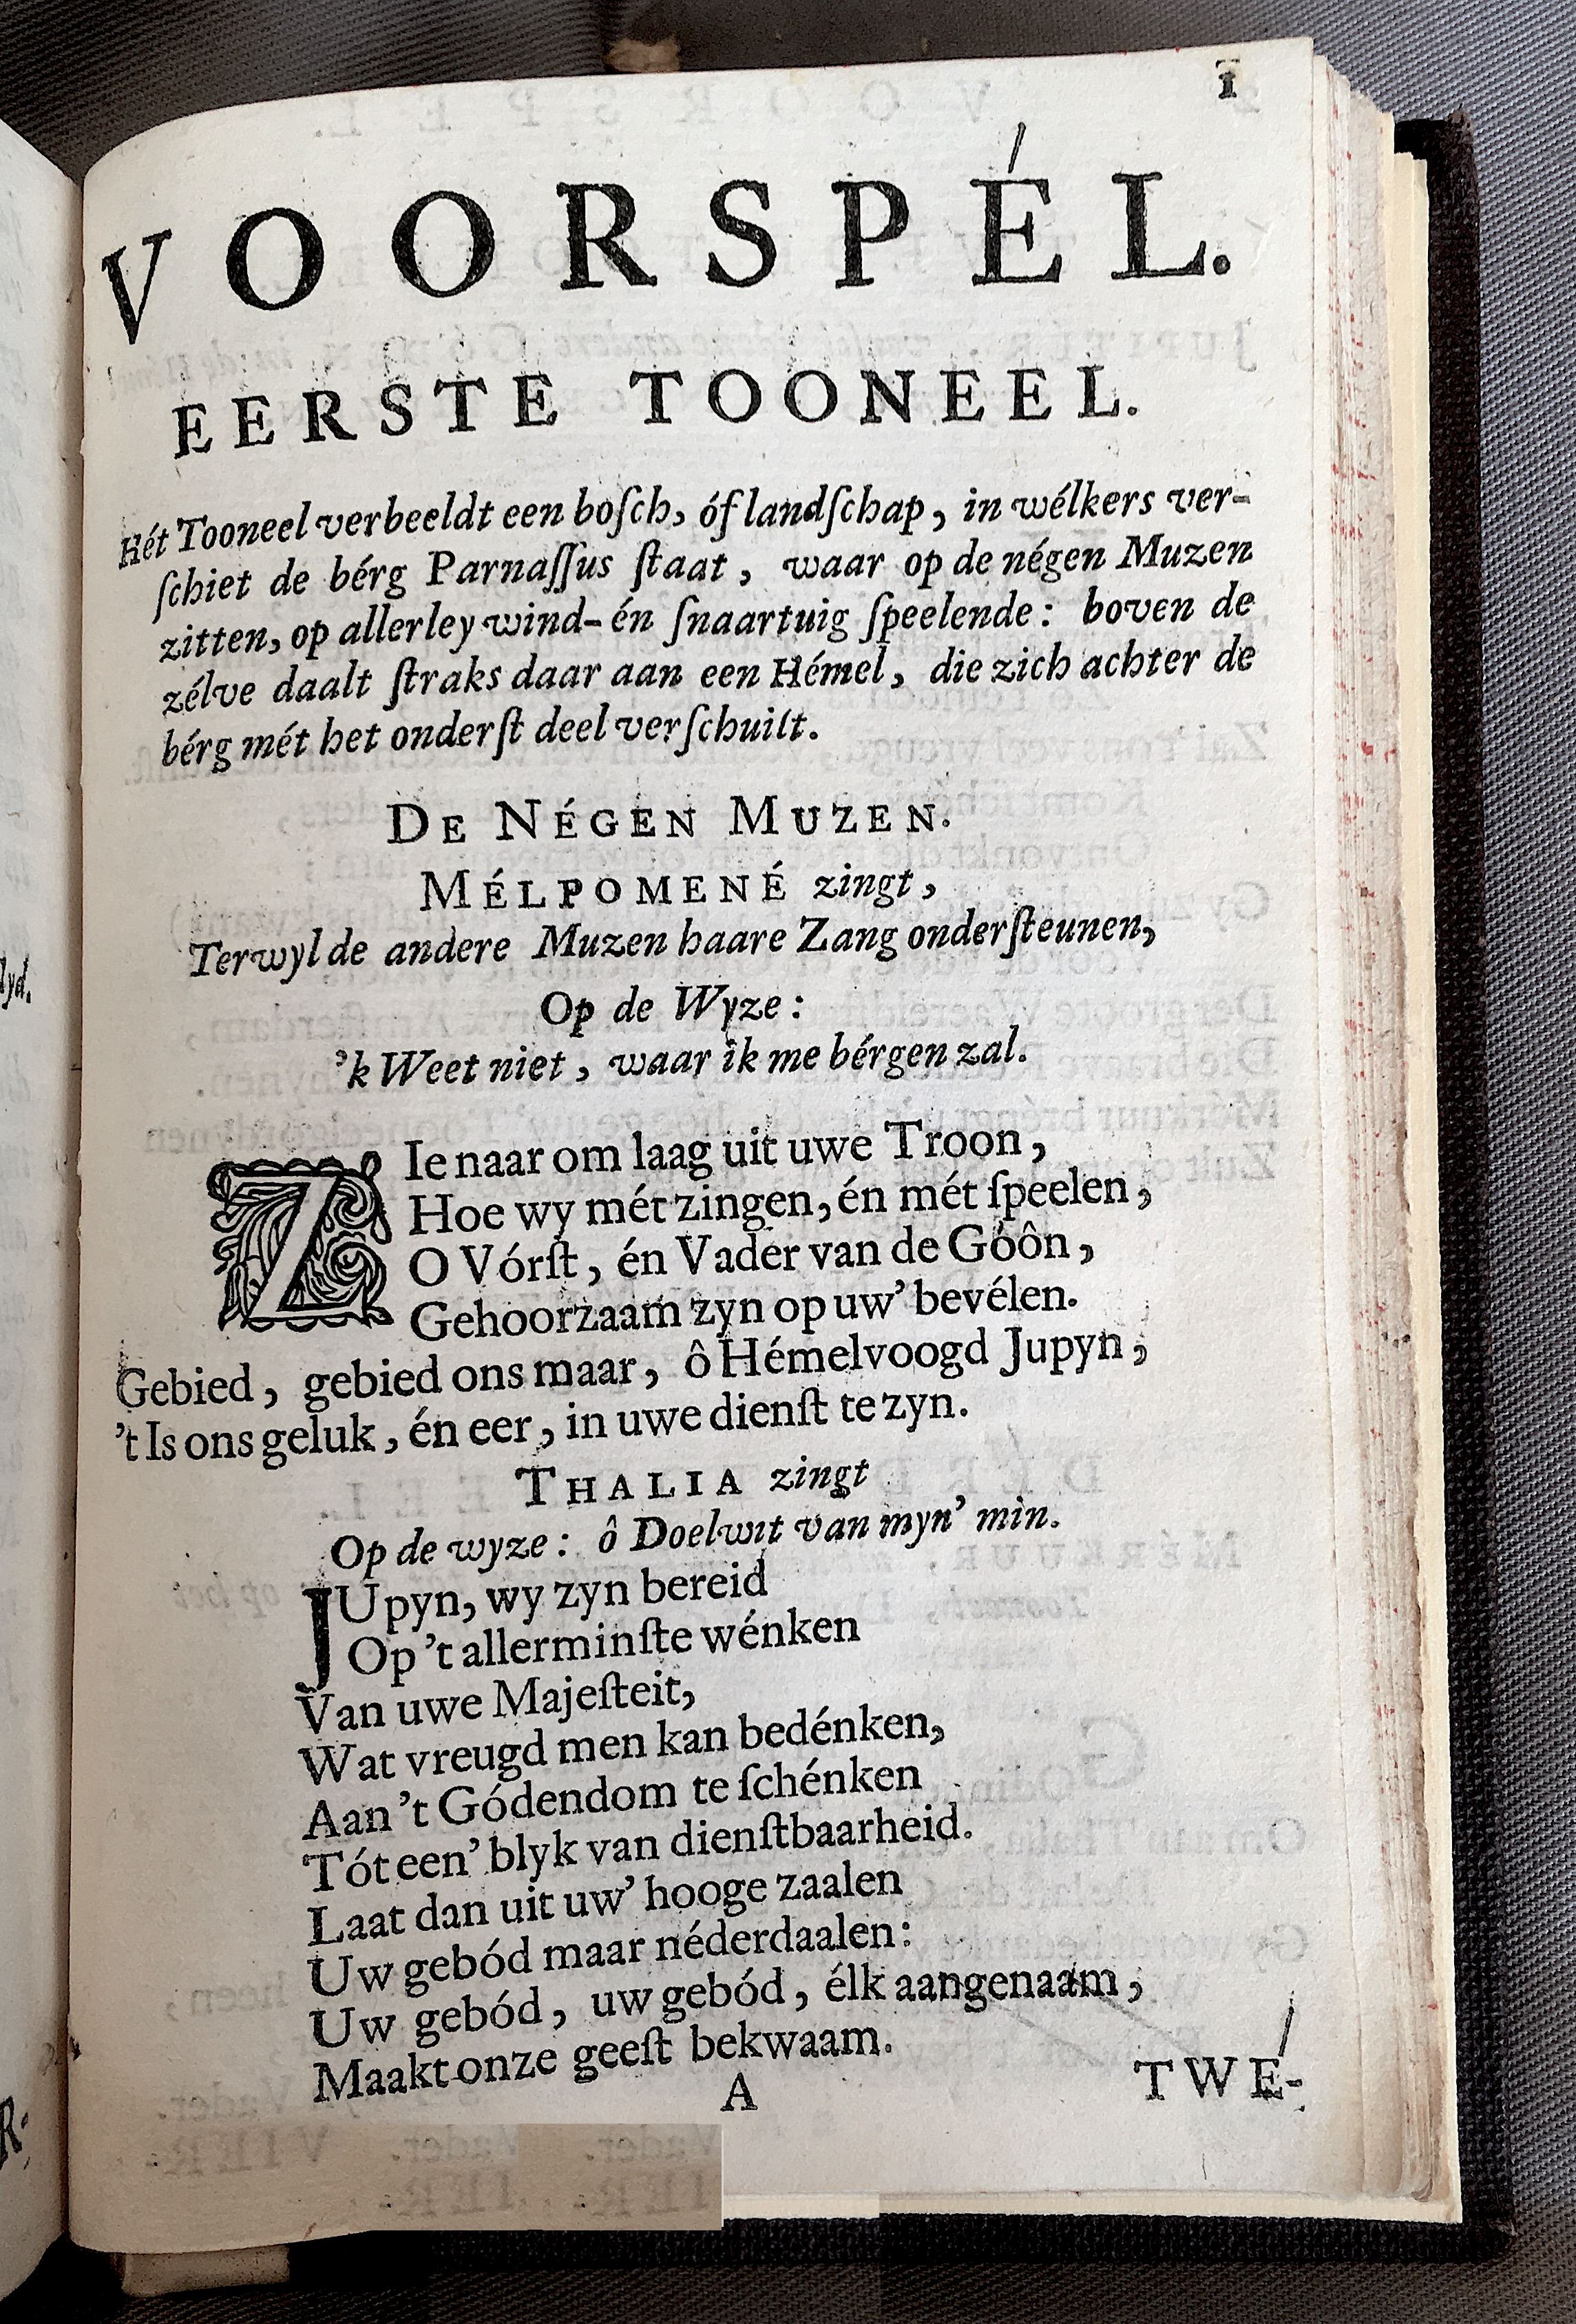 1
VOORSPÉL.
EERSTE TOONEEL.
Hét Tooneel verbeeldt een boſch, óf landſchap, in wélkers ver-
ſchiet de bérg Parnaſſus ſtaat, waar op de négen Muzen
zitten, op allerley wind- én ſnaartuig ſpeelende: boven de
zélve daalt ſtraks daar aan een Hémel, die zich achter de
bérg mét het onderſt deel verſchuilt.
DE NÉGEN MUZEN.
MÉLPOMENÉ zingt,
Terwyl de andere Muzen haare Zang onderſteunen,
Op de Wyze:
'k Weet niet, waar ik me bérgen zal.
ZIe naar om laag uit uwe Troon,
Hoe wy mét zingen, én mét ſpeelen,
O Vórſt, én Vader van de Góôn,
Gehoorzaam zyn op uw' bevélen.
Gebied, gebied ons maar, ô Hémelvoogd Jupyn,
't Is ons geluk, én eer, in uwe dienſt te zyn.
THALIA zingt
Op de wyze: ô Doelwit van myn' min.
JUpyn, wy zyn bereid
Op 't allerminſte wénken
Van uwe Majeſteit,
Wat vreugd men kan bedénken,
Aan 't Gódendom te ſchénken
Tót een' blyk van dienſtbaarheid.
Laat dan uit uw' hooge zaalen
Uw gebód maar néderdaalen:
Uw gebód, uw gebód, élk aangenaam,
Maakt onze geeſt bekwaam.
A
TWÉ-
lyd.
R.